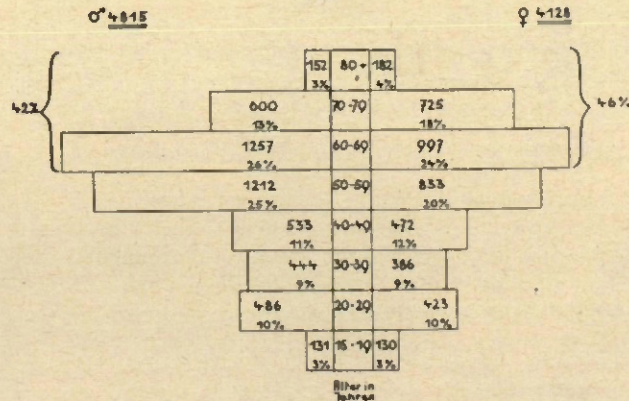 ♂ 4815 ♀ 4128
152 80+ 182
3% 4%
42% 46%
600 70-79 725
13% 18%
1257 60-69 997
26% 24%
1212 50-59 833
25% 20%
533 40-49 472
11% 12%
444 30-39 386
9% 9%
486 20-29 423
10% 10%
131 15-19 130
3% 3%
Alter in
Jahren